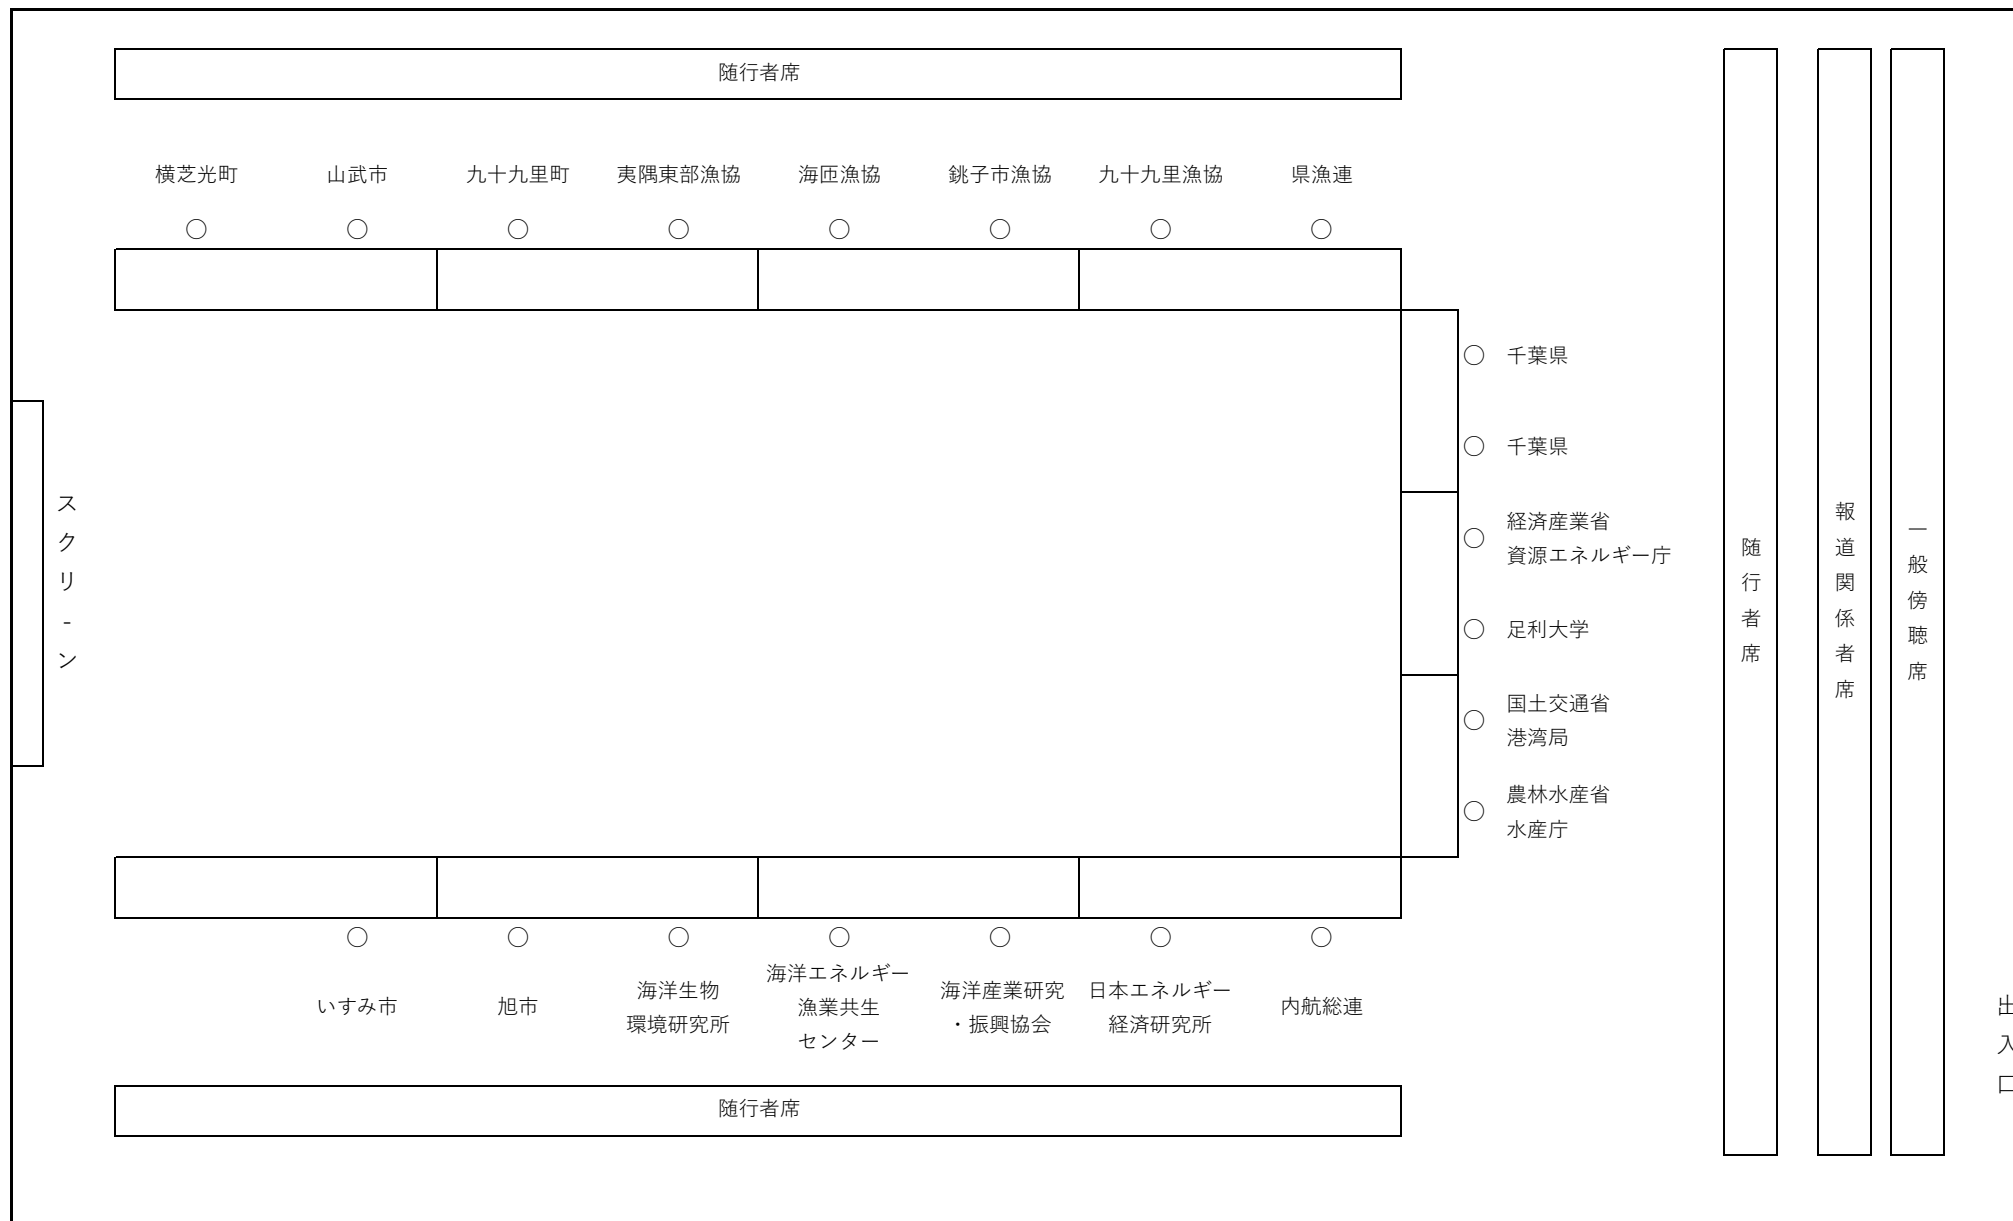 随行者席
横芝光町
山武市
九十九里町
夷隅東部漁協
海匝漁協
銚子市漁協
九十九里漁協
県漁連
千葉県
千葉県
経済産業省
資源エネルギー庁
足利大学
国土交通省
港湾局
農林水産省
水産庁
スクリ-ン
随行者席
報道関係者席
一般傍聴席
いすみ市
旭市
海洋生物
環境研究所
海洋エネルギー
漁業共生
センター
海洋産業研究
・振興協会
日本エネルギー
経済研究所
内航総連
出入口
随行者席